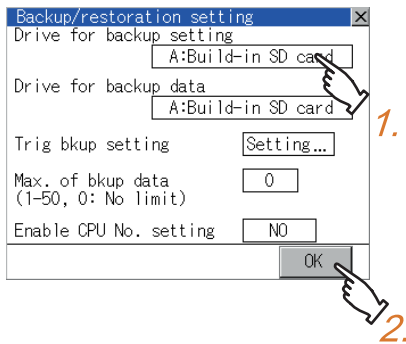 Backup/restoration setting
Drive for backup setting
A:Build-in SD card
Drive for backup data
A:Build-in SD card
1.
Trig bkup setting Setting...
Max. of bkup data 0
(1-50, 0: No limit)
Enable CPU No. setting NO
OK
2.